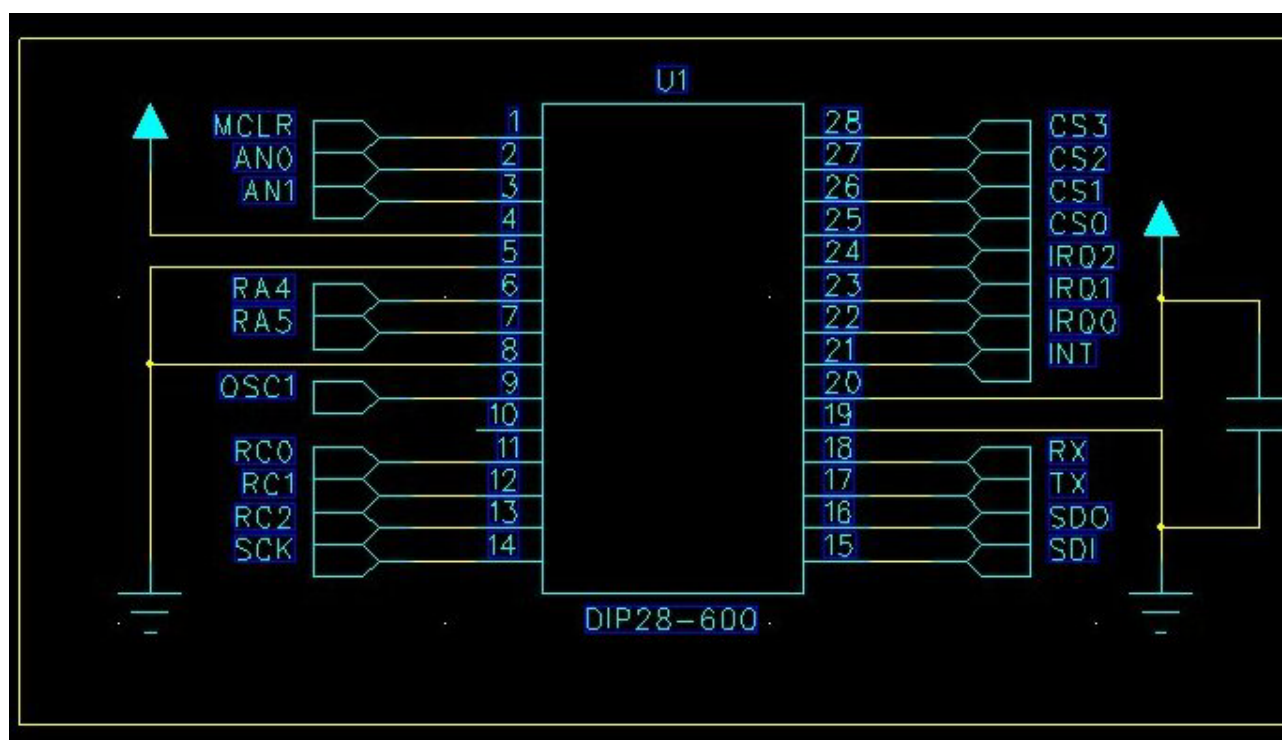 U1
MCLR 1 28 CS3
AN0 2 27 CS2
AN1 3 26 CS1
4 25 CS0
5 24 IRQ2
RA4 6 23 IRQ1
RA5 7 22 IRQ0
8 21 INT
OSC1 9 20
10 19
RC0 11 18 RX
RC1 12 17 TX
RC2 13 16 SDO
SCK 14 15 SDI
DIP28-600